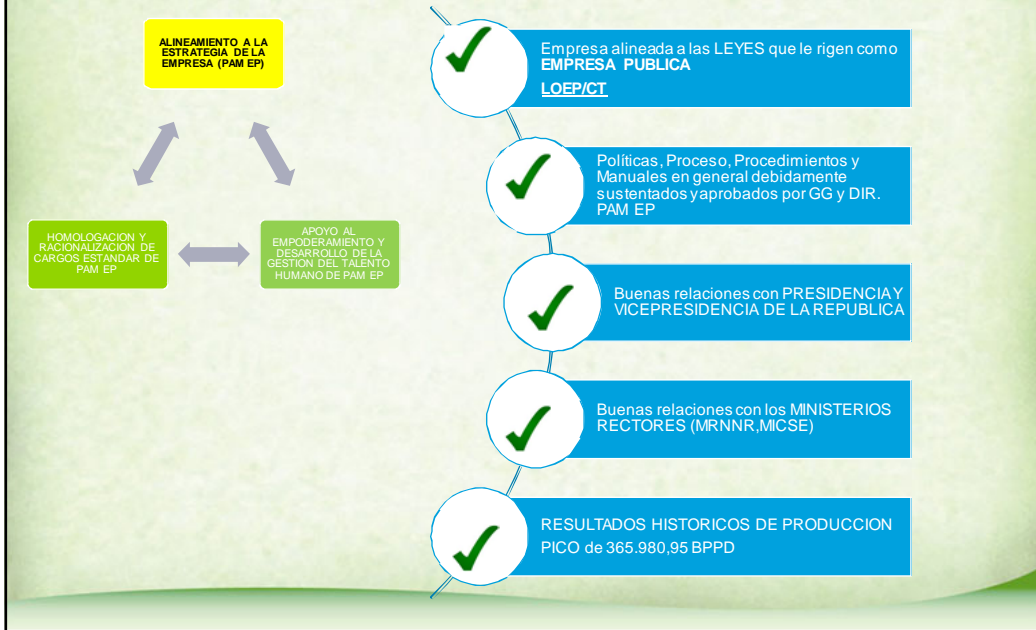 ALINEAMIENTO A LA
ESTRATEGIA DE LA
EMPRESA (PAM EP)
HOMOLOGACION Y
RACIONALIZACION DE
CARGOS ESTANDAR DE
PAM EP
APOYO AL
EMPODERAMIENTO Y
DESARROLLO DE LA
GESTION DEL TALENTO
HUMANO DE PAM EP
Empresa alineada a las LEYES que le rigen como
EMPRESA PUBLICA
LOEP/CT
Políticas, Proceso, Procedimientos y
Manuales en general debidamente
sustentados yaprobados por GG y DIR.
PAM EP
Buenas relaciones con PRESIDENCIAY
VICEPRESIDENCIA DE LA REPUBLICA
Buenas relaciones con los MINISTERIOS
RECTORES (MRNNR,MICSE)
RESULTADOS HISTORICOS DE PRODUCCION
PICO de 365.980,95 BPPD